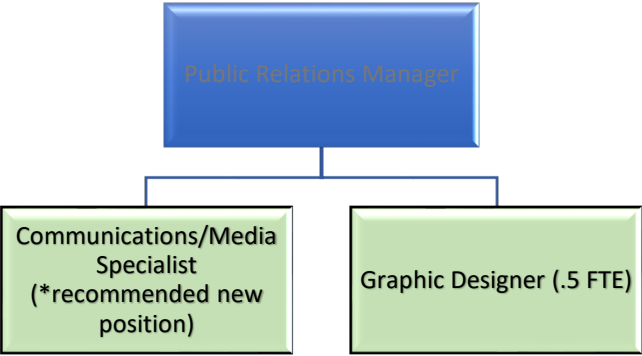 Public Relations Manager
Communications/Media
Specialist
(*recommended new
position)
Graphic Designer (.5 FTE)